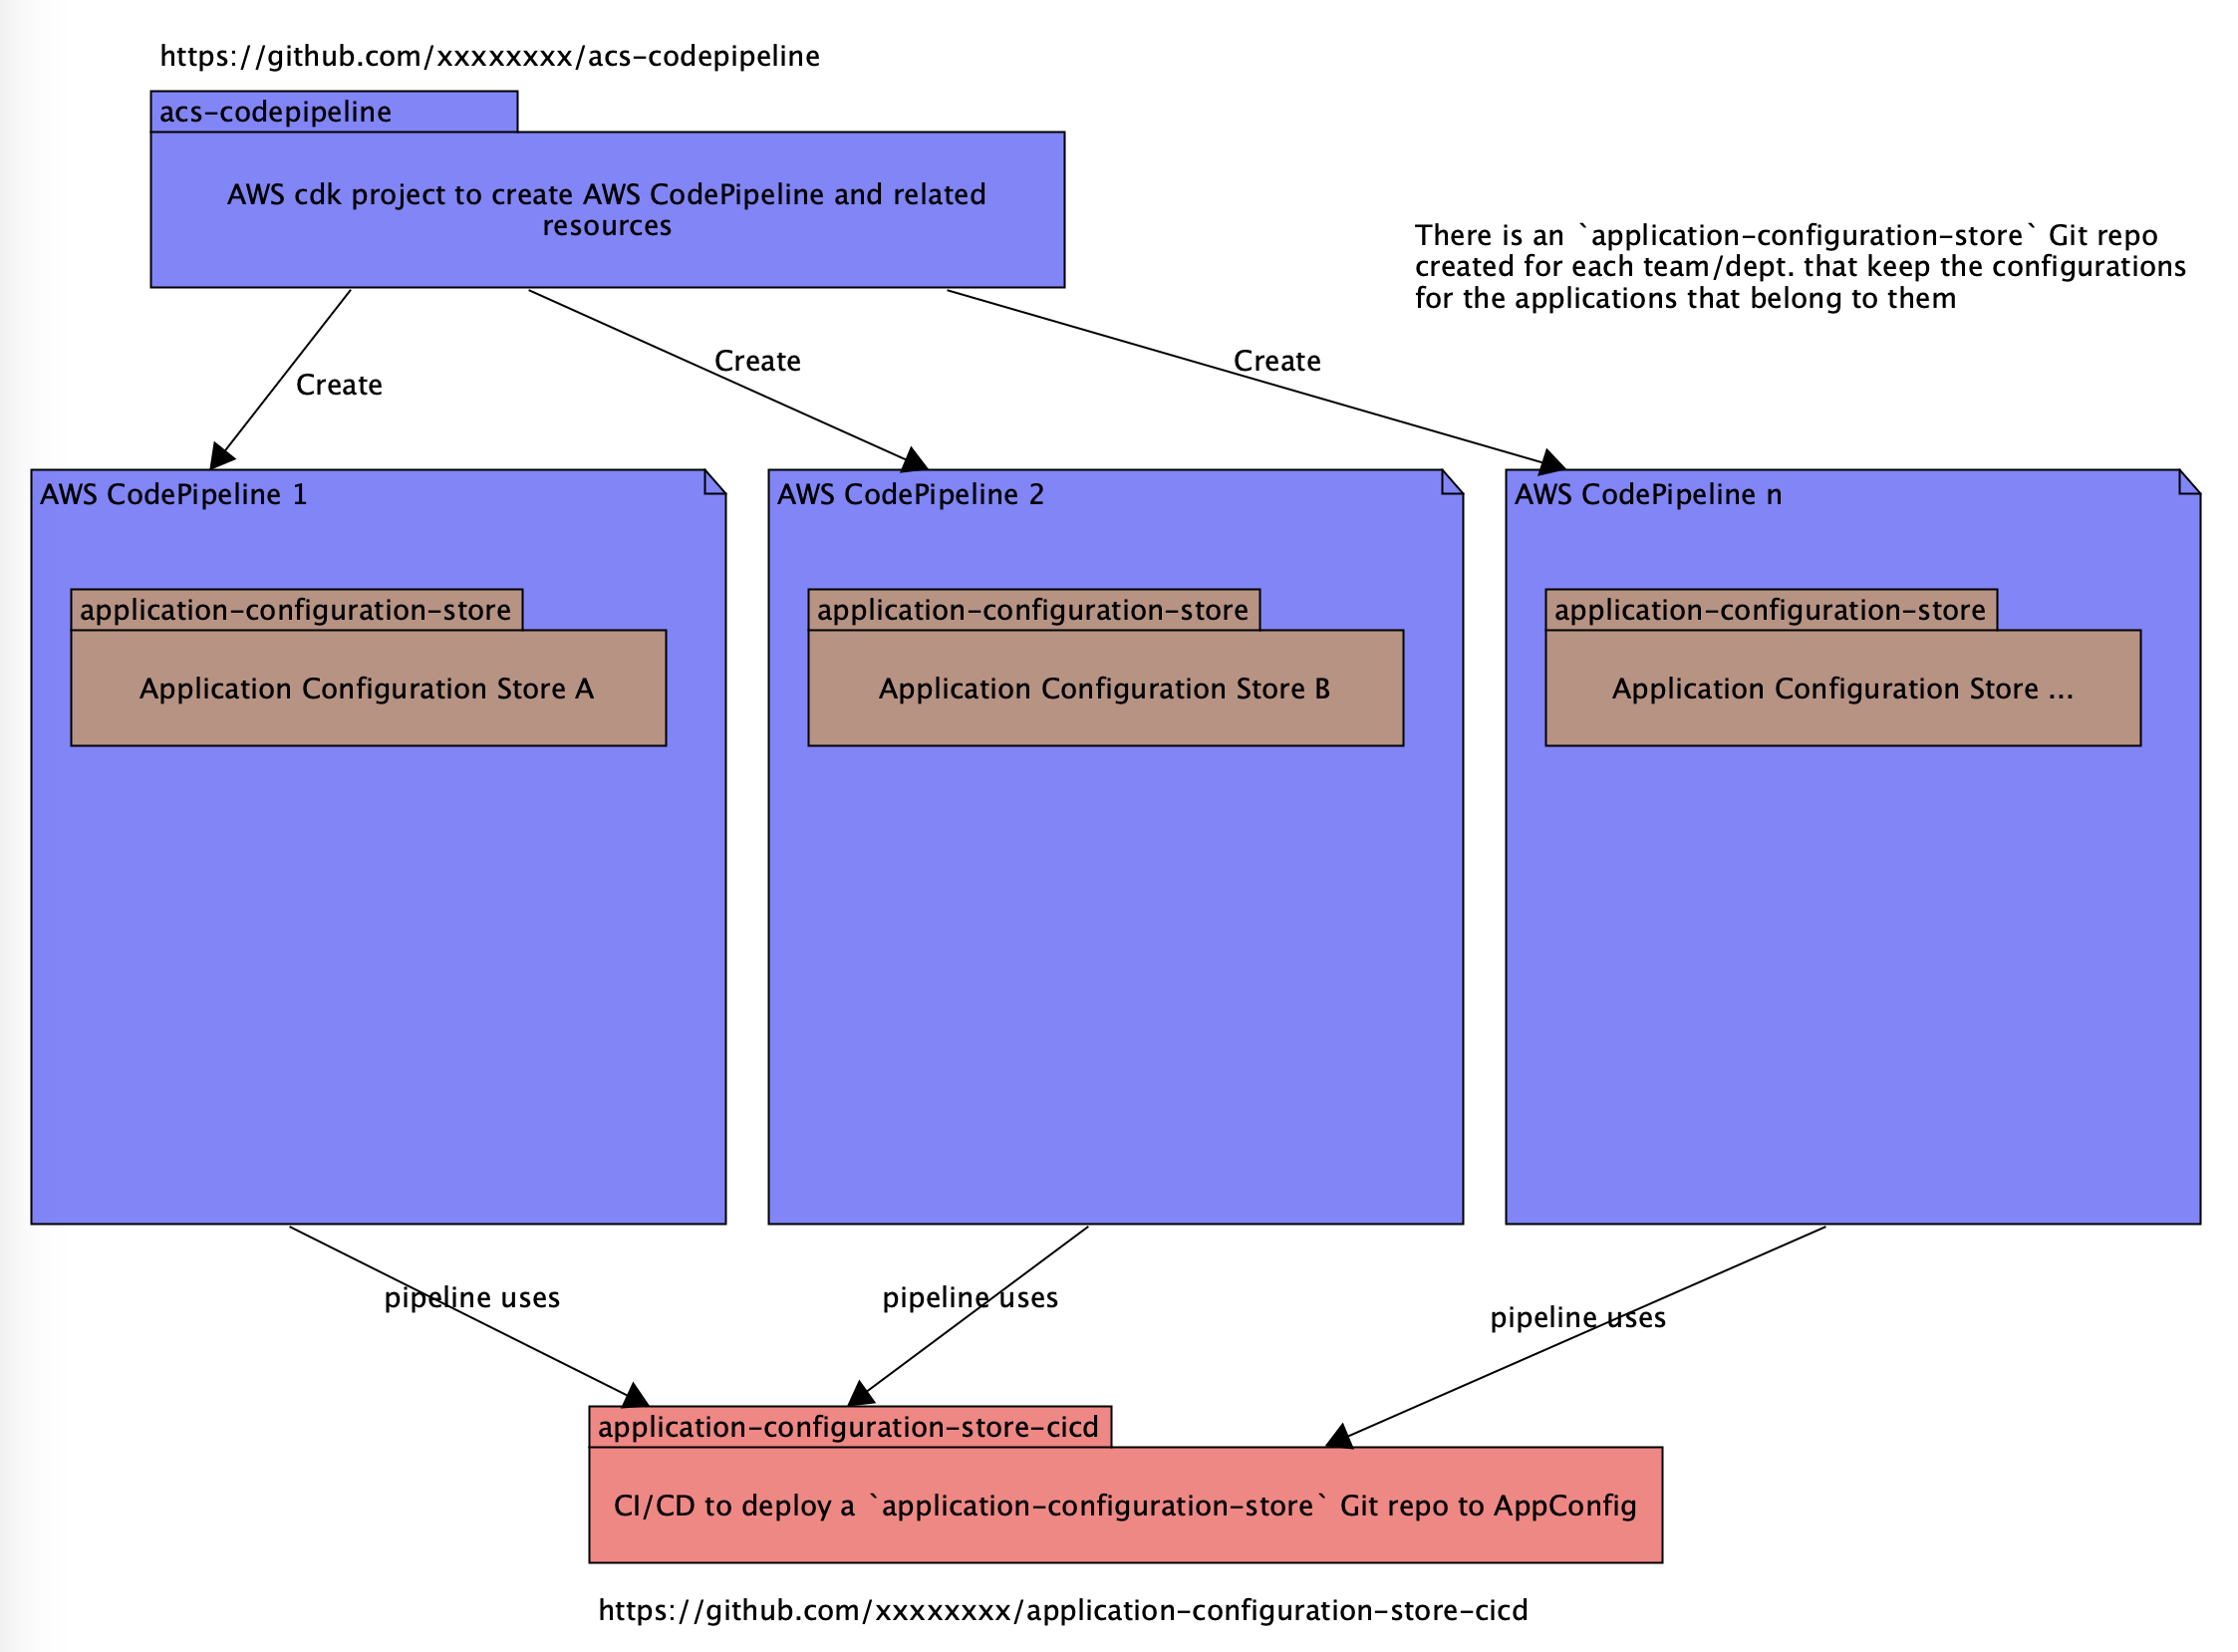 https://github.com/xxxxxxxx/acs-codepipeline
acs-codepipeline
AWS cdk project to create AWS CodePipeline and related
resources
There is an `application-configuration-store` Git repo
created for each team/dept. that keep the configurations
for the applications that belong to them
Create
Create
Create
AWS CodePipeline 1
AWS CodePipeline 2
AWS CodePipeline n
application-configuration-store
application-configuration-store
application-configuration-store
Application Configuration Store A
Application Configuration Store B
Application Configuration Store ...
pipeline uses
pipeline uses
pipeline uses
application-configuration-store-cicd
CI/CD to deploy a `application-configuration-store` Git repo to AppConfig
https://github.com/xxxxxxxx/application-configuration-store-cicd